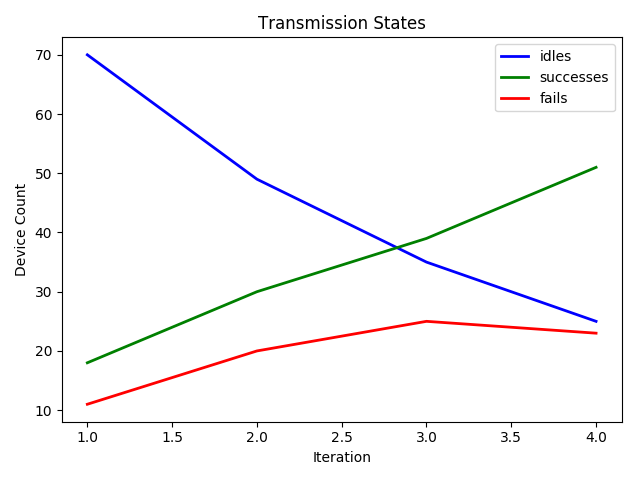 Transmission States
idles
successes
fails
Device Count
70
60
50
40
30
20
10
1.0 1.5 2.0 2.5 3.0 3.5 4.0
Iteration